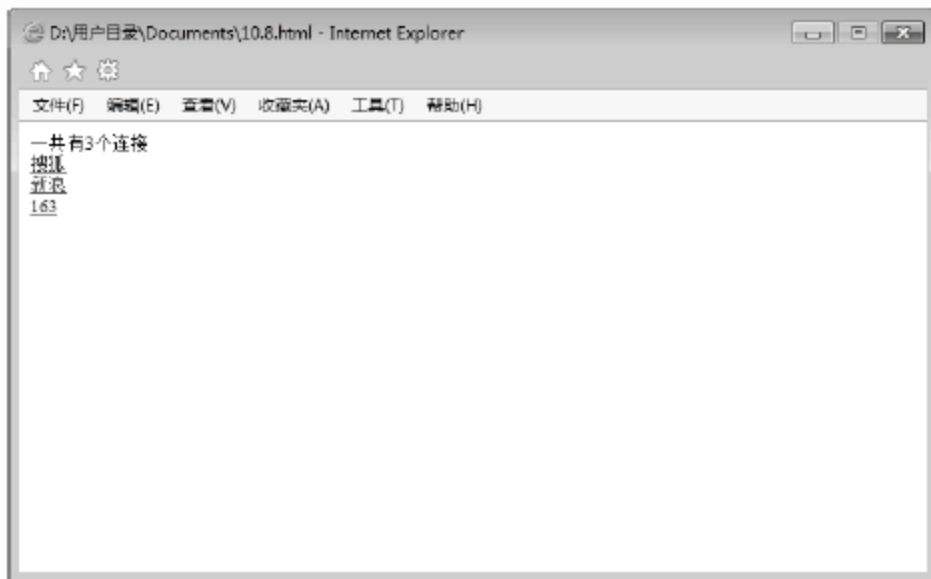 D:\用户目录\Documents\10.8.html - Internet Explorer
文件(F) 编辑(E) 查看(V) 收藏夹(A) 工具(T) 帮助(H)
一共有3个连接
搜狐
新浪
163